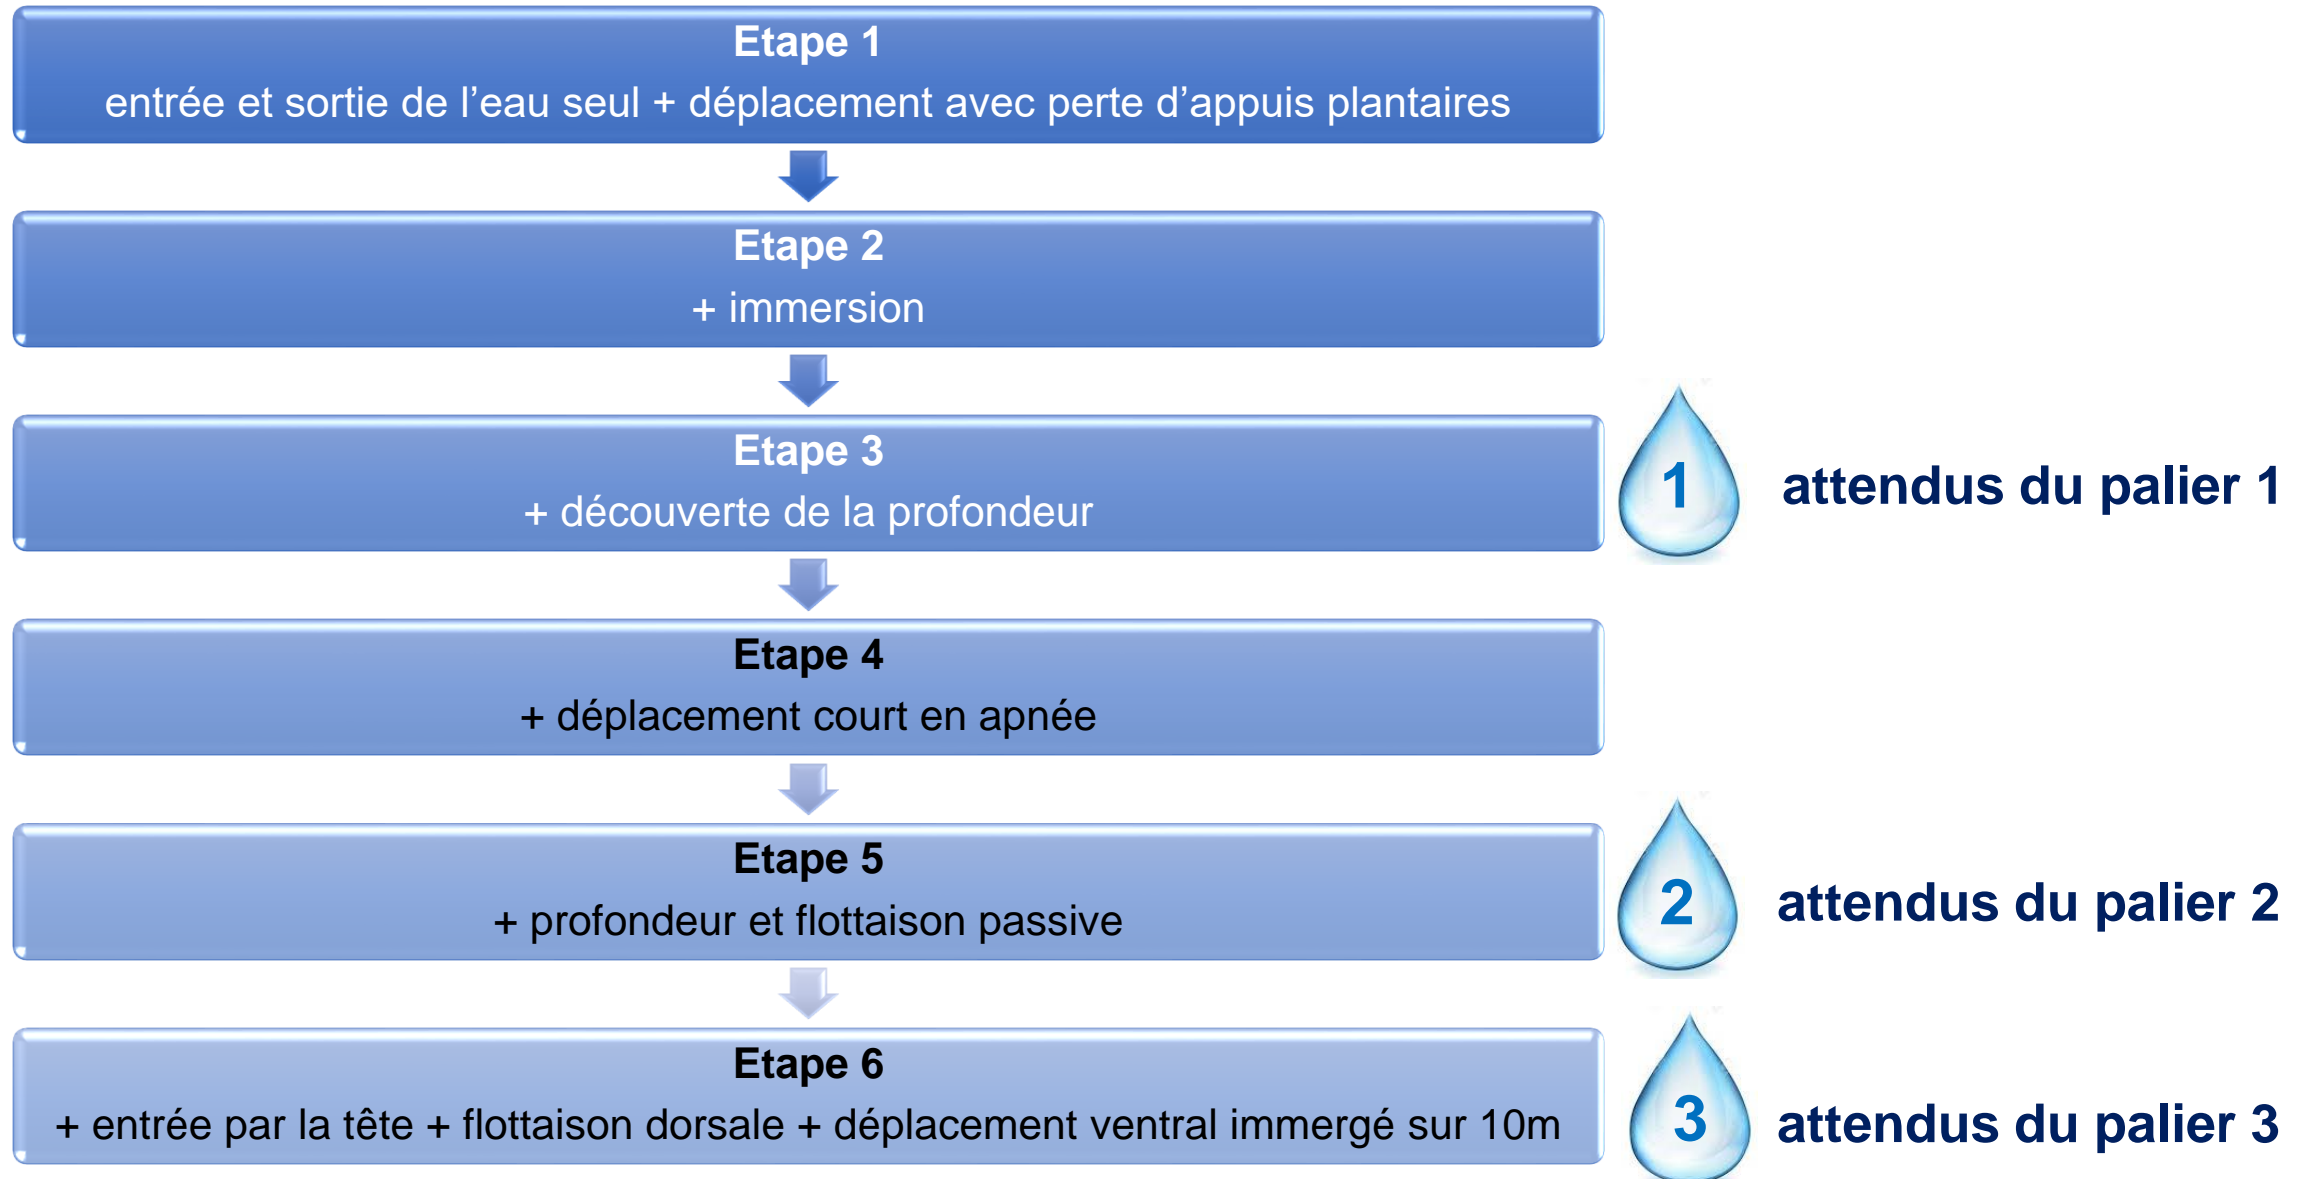 Etape 1
entrée et sortie de l’eau seul + déplacement avec perte d’appuis plantaires
Etape 2
+ immersion
Etape 3
+ découverte de la profondeur
1
attendus du palier 1
Etape 4
+ déplacement court en apnée
Etape 5
+ profondeur et flottaison passive
2
attendus du palier 2
Etape 6
+ entrée par la tête + flottaison dorsale + déplacement ventral immergé sur 10m
3
attendus du palier 3